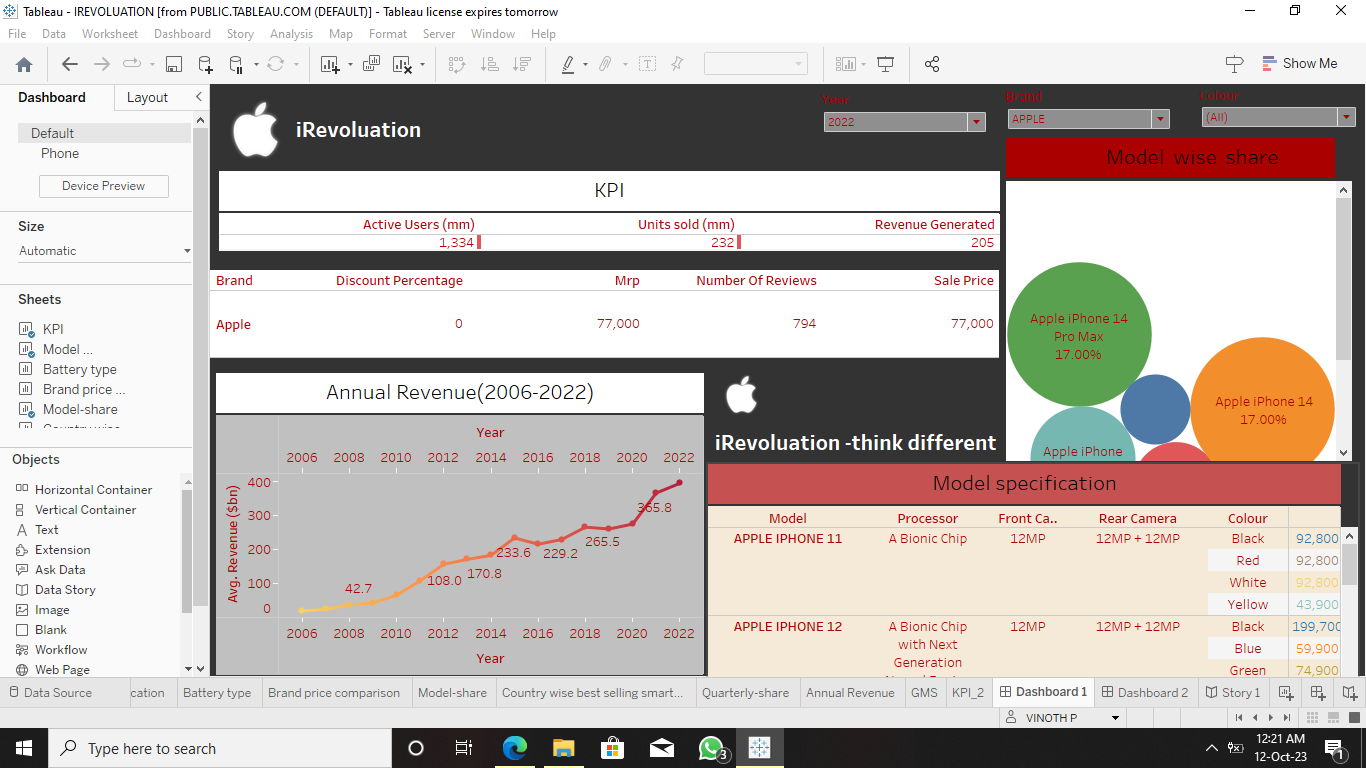 Tableau - IREVOLUATION [from PUBLIC.TABLEAU.COM (DEFAULT)] - Tableau license expires tomorrow
File Data Worksheet Dashboard Story Analysis Map Format Server Window Help
Show Me
Dashboard Layout
Default
Phone
Device Preview
Size
Automatic
Sheets
KPI
Model ...
Battery type
Brand price ...
Model-share
Country wise
Objects
Horizontal Container
Vertical Container
Text
Extension
Ask Data
Data Story
Image
Blank
Workflow
Web Page
iRevoluation
Year
2022
Brand
APPLE
Colour
(All)
KPI
Active Users (mm) Units sold (mm) Revenue Generated
1,334 232 205
Brand Discount Percentage Mrp Number Of Reviews Sale Price
Apple 0 77,000 794 77,000
Model wise share
Apple iPhone 14
Pro Max
17.00%
Apple iPhone 14
17.00%
Apple iPhone
Annual Revenue(2006-2022)
Year
2006 2008 2010 2012 2014 2016 2018 2020 2022
Avg. Revenue ($bn)
400
300
200
100
0
42.7
108.0
170.8
233.6
229.2
265.5
365.8
2006 2008 2010 2012 2014 2016 2018 2020 2022
Year
iRevoluation -think different
Model specification
Model Processor Front Ca.. Rear Camera Colour
APPLE IPHONE 11 A Bionic Chip 12MP 12MP + 12MP Black 92,800
Red 92,800
White 92,800
Yellow 43,900
APPLE IPHONE 12 A Bionic Chip 12MP 12MP + 12MP Black 199,700
with Next Blue 59,900
Generation Green 74,900
Data Source cation Battery type Brand price comparison Model-share Country wise best selling smart... Quarterly-share Annual Revenue GMS KPI_2 Dashboard 1 Dashboard 2 Story 1
VINOTH P
Type here to search
3
12:21 AM
12-Oct-23
1